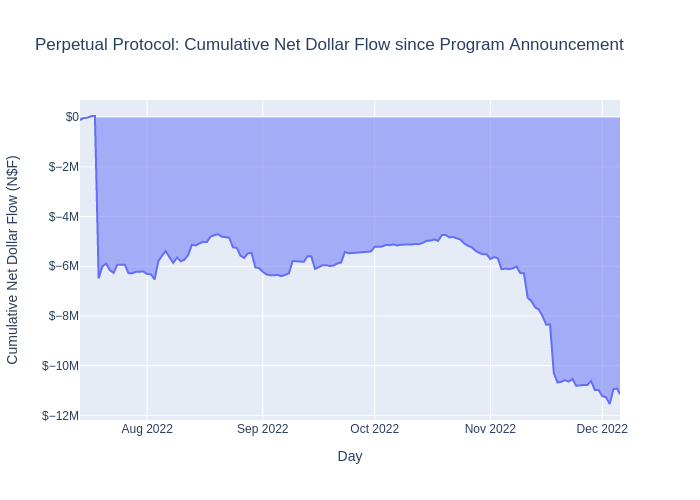 Perpetual Protocol: Cumulative Net Dollar Flow since Program Announcement
Cumulative Net Dollar Flow (N$F)
$0
$−2M
$−4M
$−6M
$−8M
$−10M
$−12M
Aug 2022
Sep 2022
Oct 2022
Nov 2022
Dec 2022
Day